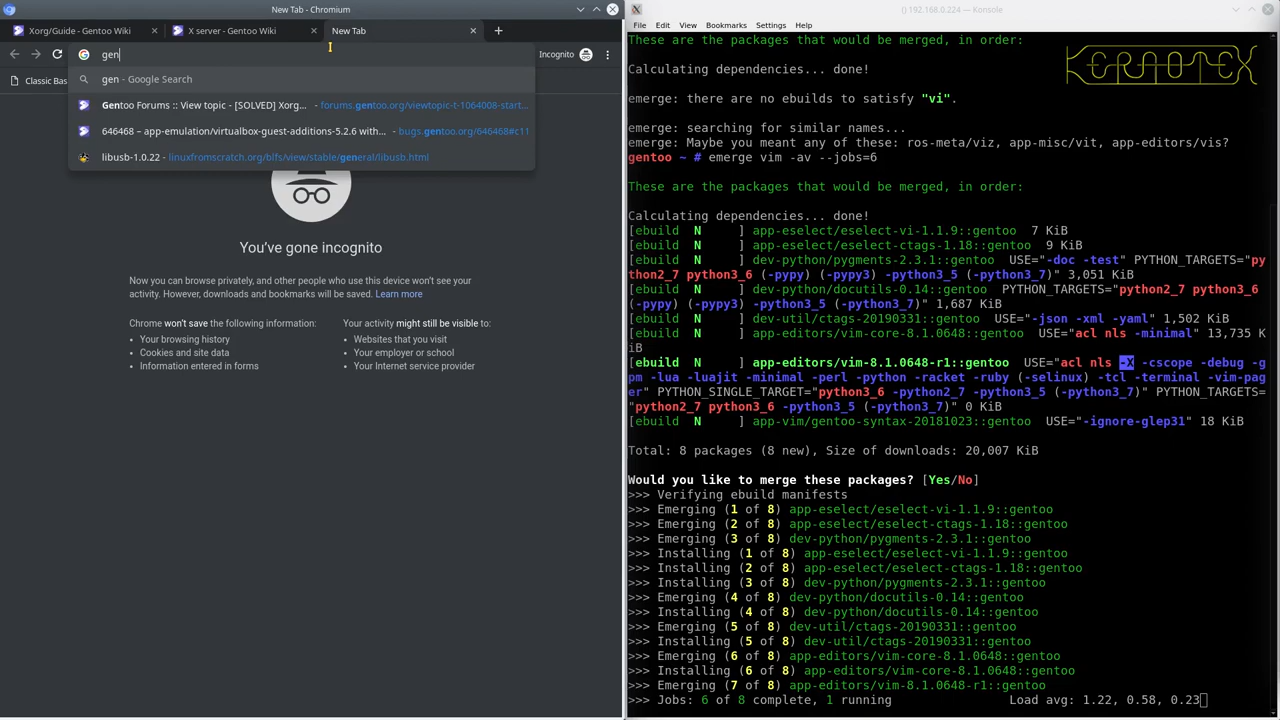 New Tab - Chromium
Xorg/Guide - Gentoo Wiki
X server - Gentoo Wiki
New Tab
gen
Incognito
Classic Bas
gen - Google Search
Gentoo Forums :: View topic - [SOLVED] Xorg... - forums.gentoo.org/viewtopic-t-1064008-start...
646468 – app-emulation/virtualbox-guest-additions-5.2.6 with... - bugs.gentoo.org/646468#c11
libusb-1.0.22 - linuxfromscratch.org/blfs/view/stable/general/libusb.html
You've gone incognito
Now you can browse privately, and other people who use this device won't see your
activity. However, downloads and bookmarks will be saved. Learn more
Chrome won't save the following information:
• Your browsing history
• Cookies and site data
• Information entered in forms
Your activity might still be visible to:
• Websites that you visit
• Your employer or school
• Your Internet service provider
() 192.168.0.224 — Konsole
File Edit View Bookmarks Settings Help
KERAOTEX
These are the packages that would be merged, in order:
Calculating dependencies... done!
emerge: there are no ebuilds to satisfy "vi".
emerge: searching for similar names...
emerge: Maybe you meant any of these: ros-meta/viz, app-misc/vit, app-editors/vis?
gentoo ~ # emerge vim -av --jobs=6
These are the packages that would be merged, in order:
Calculating dependencies... done!
[ebuild  N     ] app-eselect/eselect-vi-1.1.9::gentoo  7 KiB
[ebuild  N     ] app-eselect/eselect-ctags-1.18::gentoo  9 KiB
[ebuild  N     ] dev-python/pygments-2.3.1::gentoo  USE="-doc -test" PYTHON_TARGETS="py
thon2_7 python3_6 (-pypy) (-pypy3) -python3_5 (-python3_7)" 3,051 KiB
[ebuild  N     ] dev-python/docutils-0.14::gentoo  PYTHON_TARGETS="python2_7 python3_6
(-pypy) (-pypy3) -python3_5 (-python3_7)" 1,687 KiB
[ebuild  N     ] dev-util/ctags-20190331::gentoo  USE="-json -xml -yaml" 1,502 KiB
[ebuild  N     ] app-editors/vim-core-8.1.0648::gentoo  USE="acl nls -minimal" 13,735 K
iB
[ebuild  N     ] app-editors/vim-8.1.0648-r1::gentoo  USE="acl nls -X -cscope -debug -g
pm -lua -luajit -minimal -perl -python -racket -ruby (-selinux) -tcl -terminal -vim-pag
er" PYTHON_SINGLE_TARGET="python3_6 -python2_7 -python3_5 (-python3_7)" PYTHON_TARGETS=
"python2_7 python3_6 -python3_5 (-python3_7)" 0 KiB
[ebuild  N     ] app-vim/gentoo-syntax-20181023::gentoo  USE="-ignore-glep31" 18 KiB
Total: 8 packages (8 new), Size of downloads: 20,007 KiB
Would you like to merge these packages? [Yes/No]
>>> Verifying ebuild manifests
>>> Emerging (1 of 8) app-eselect/eselect-vi-1.1.9::gentoo
>>> Emerging (2 of 8) app-eselect/eselect-ctags-1.18::gentoo
>>> Emerging (3 of 8) dev-python/pygments-2.3.1::gentoo
>>> Installing (1 of 8) app-eselect/eselect-vi-1.1.9::gentoo
>>> Installing (2 of 8) app-eselect/eselect-ctags-1.18::gentoo
>>> Installing (3 of 8) dev-python/pygments-2.3.1::gentoo
>>> Emerging (4 of 8) dev-python/docutils-0.14::gentoo
>>> Installing (4 of 8) dev-python/docutils-0.14::gentoo
>>> Emerging (5 of 8) dev-util/ctags-20190331::gentoo
>>> Installing (5 of 8) dev-util/ctags-20190331::gentoo
>>> Emerging (6 of 8) app-editors/vim-core-8.1.0648::gentoo
>>> Installing (6 of 8) app-editors/vim-core-8.1.0648::gentoo
>>> Emerging (7 of 8) app-editors/vim-8.1.0648-r1::gentoo
>>> Jobs: 6 of 8 complete, 1 running                Load avg: 1.22, 0.58, 0.23